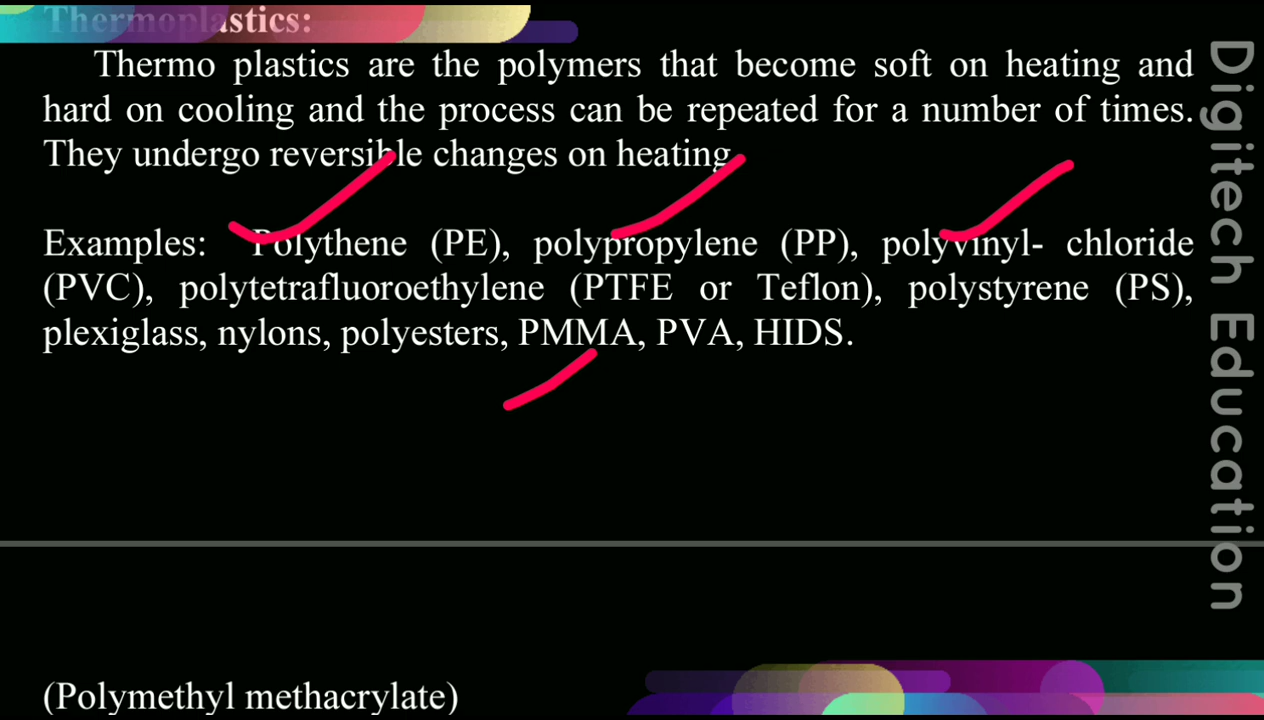 Thermoplastics:
Thermo plastics are the polymers that become soft on heating and
hard on cooling and the process can be repeated for a number of times.
They undergo reversible changes on heating.
Examples: Polythene (PE), polypropylene (PP), polyvinyl- chloride
(PVC), polytetrafluoroethylene (PTFE or Teflon), polystyrene (PS),
plexiglass, nylons, polyesters, PMMA, PVA, HIDS.
(Polymethyl methacrylate)
Digitech Education